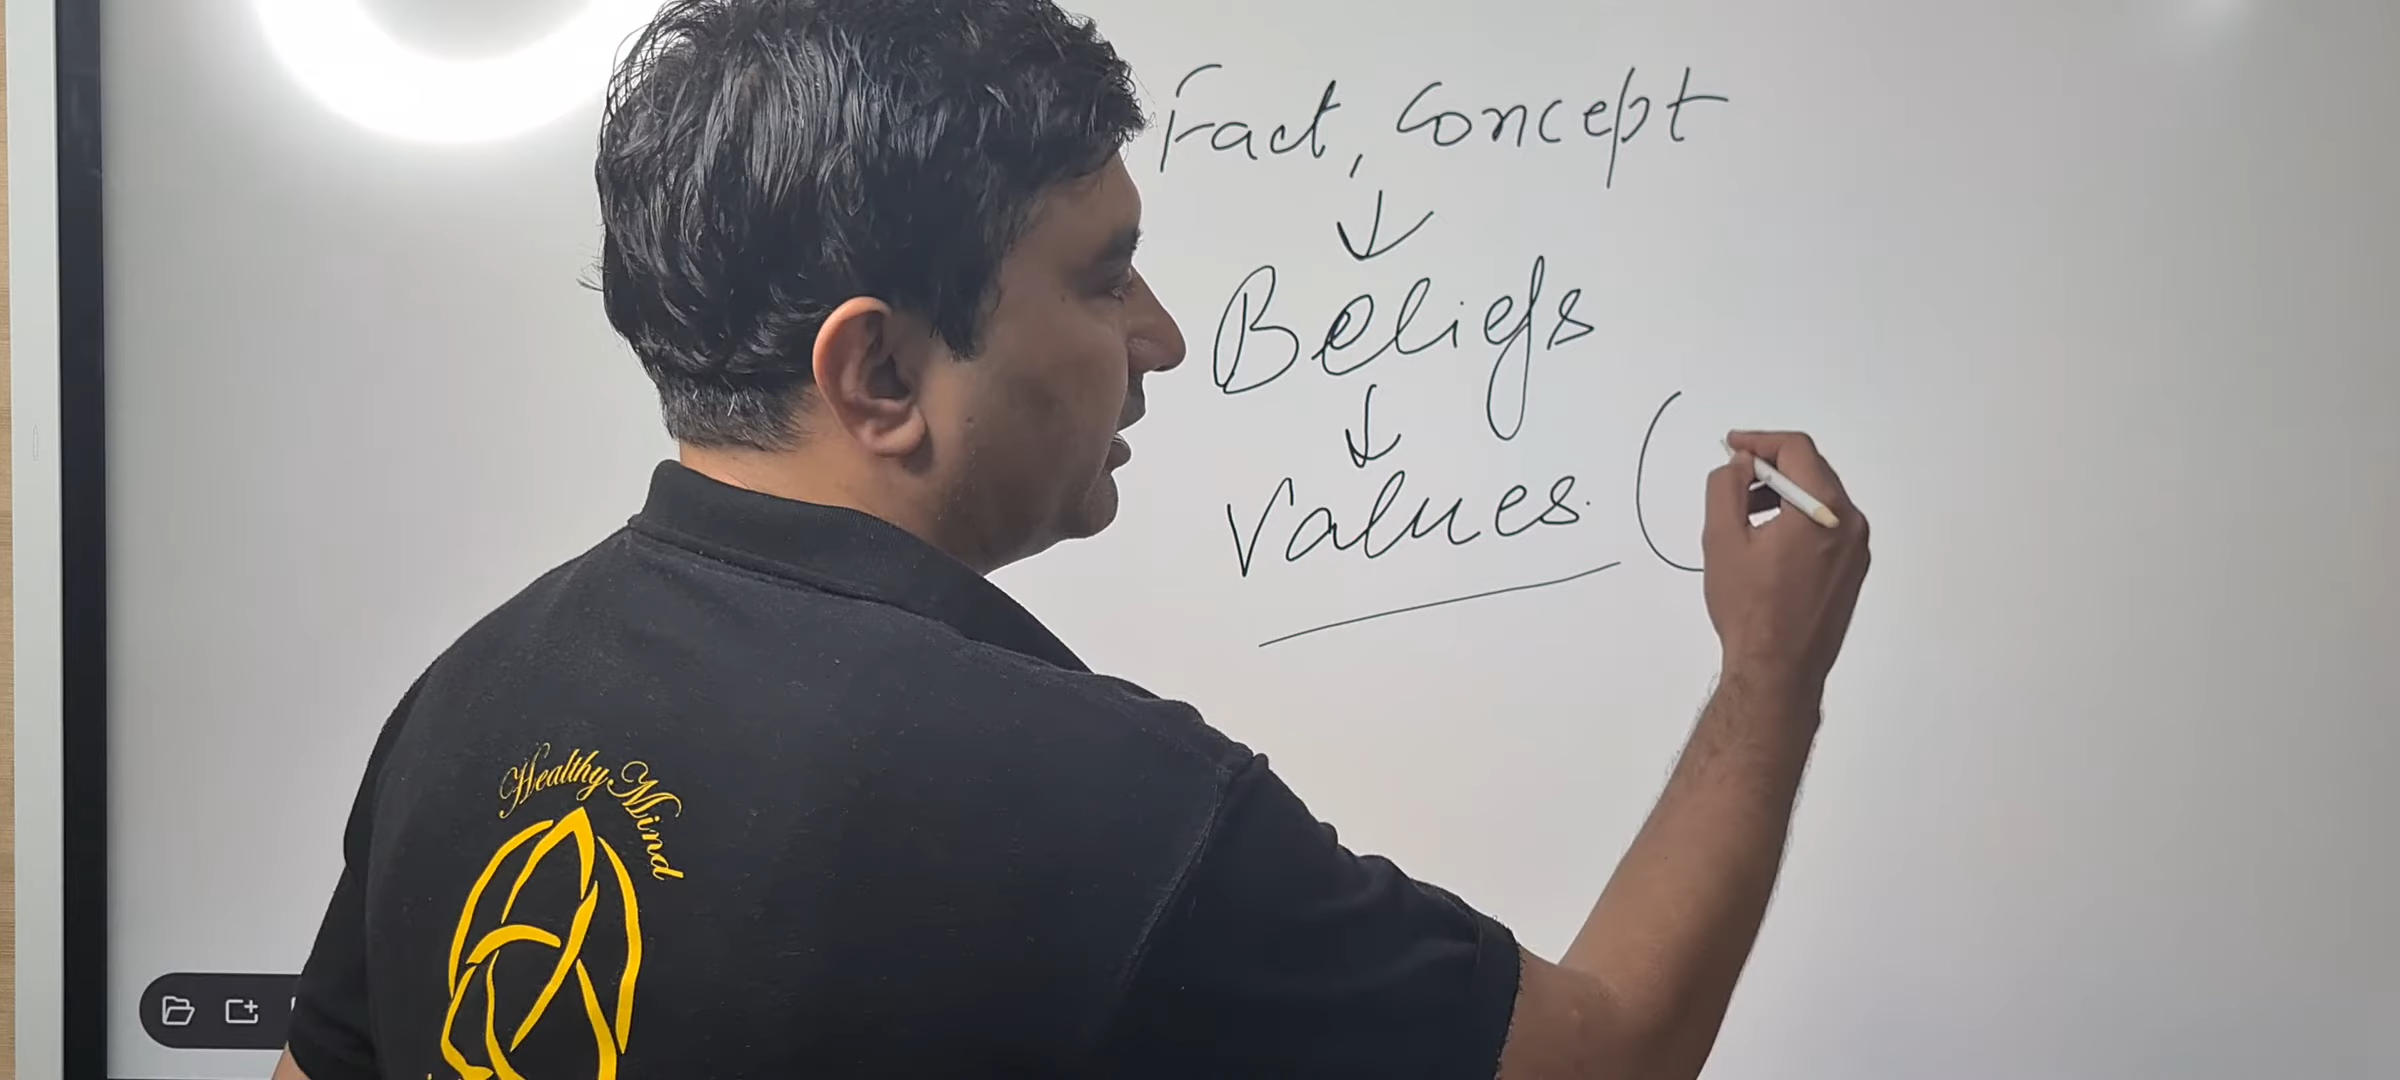 Fact, Concept
↓
Beliefs
↓
Values.
Healthy Mind